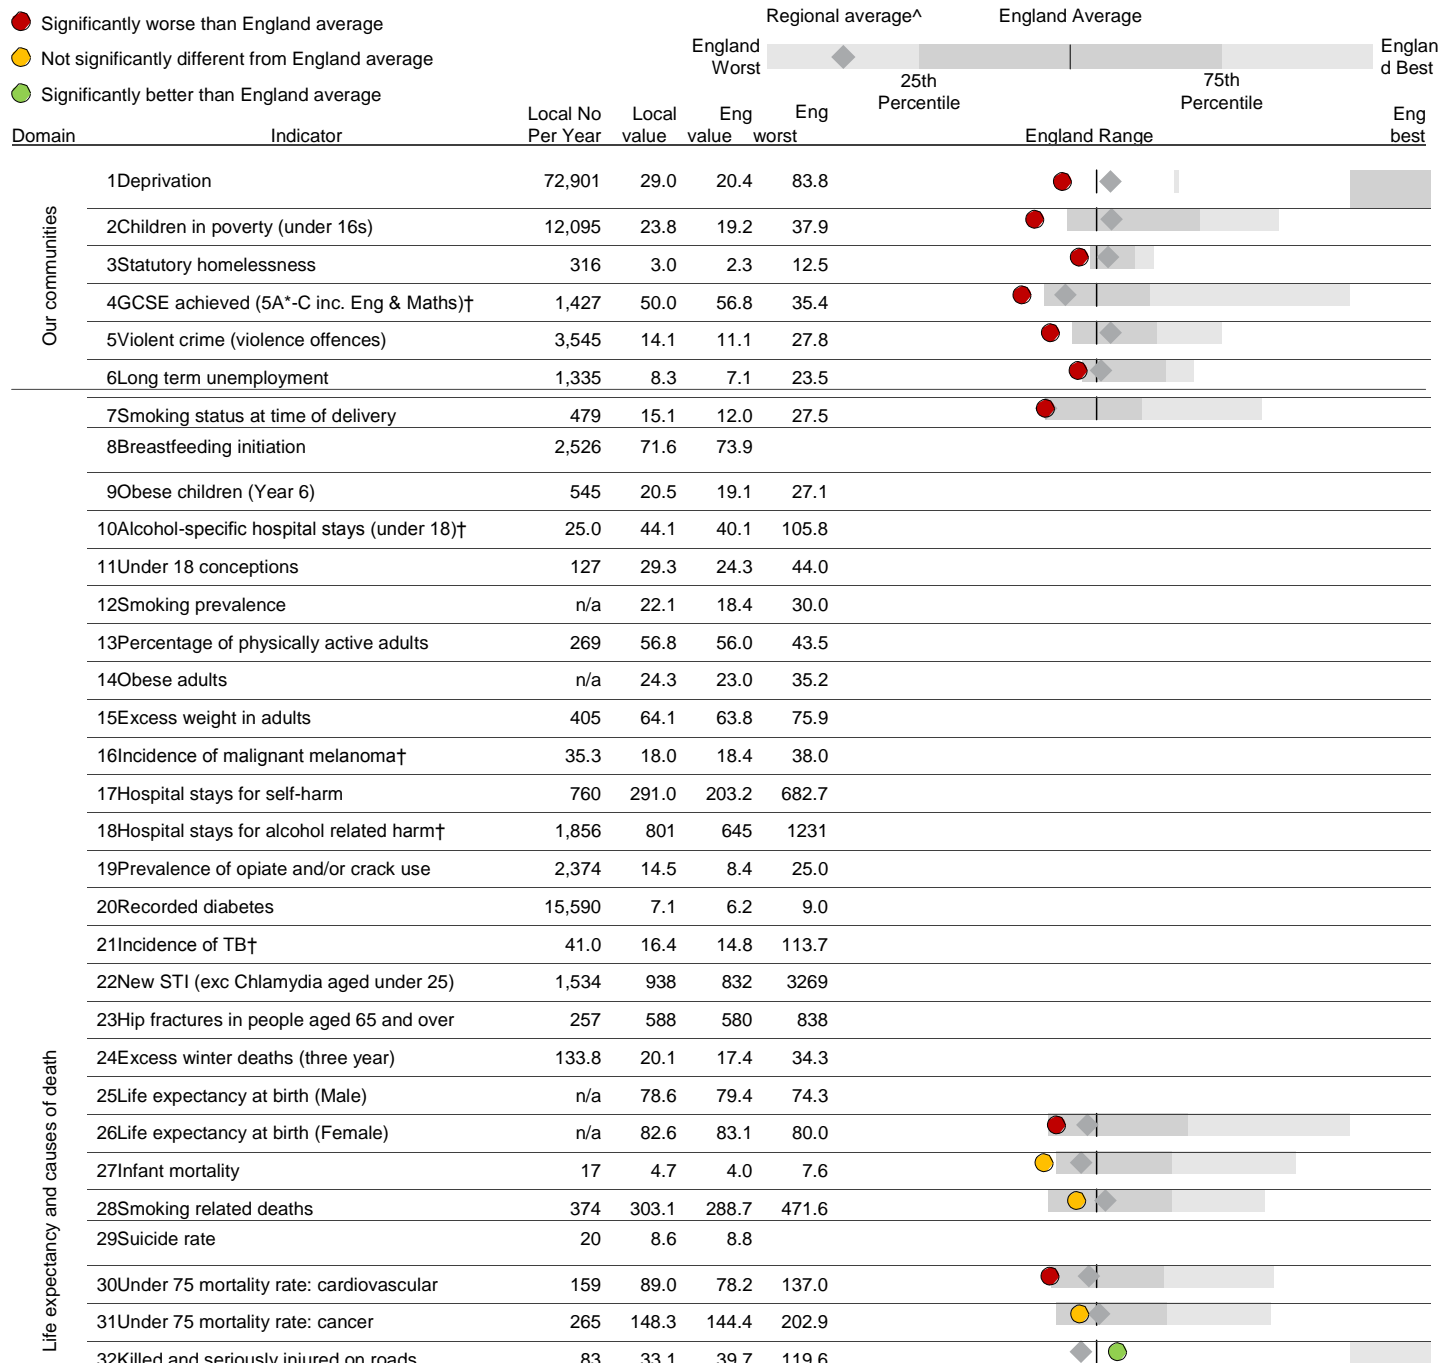 Significantly worse than England average
Not significantly different from England average
Significantly better than England average
Regional average^ England Average
England Worst
Englan d Best
25th Percentile
75th Percentile
Domain Indicator Local No Per Year Local value Eng value Eng worst England Range Eng best
Our communities
1Deprivation 72,901 29.0 20.4 83.8
2Children in poverty (under 16s) 12,095 23.8 19.2 37.9
3Statutory homelessness 316 3.0 2.3 12.5
4GCSE achieved (5A*-C inc. Eng & Maths)† 1,427 50.0 56.8 35.4
5Violent crime (violence offences) 3,545 14.1 11.1 27.8
6Long term unemployment 1,335 8.3 7.1 23.5
7Smoking status at time of delivery 479 15.1 12.0 27.5
8Breastfeeding initiation 2,526 71.6 73.9
9Obese children (Year 6) 545 20.5 19.1 27.1
10Alcohol-specific hospital stays (under 18)† 25.0 44.1 40.1 105.8
11Under 18 conceptions 127 29.3 24.3 44.0
12Smoking prevalence n/a 22.1 18.4 30.0
13Percentage of physically active adults 269 56.8 56.0 43.5
14Obese adults n/a 24.3 23.0 35.2
15Excess weight in adults 405 64.1 63.8 75.9
16Incidence of malignant melanoma† 35.3 18.0 18.4 38.0
17Hospital stays for self-harm 760 291.0 203.2 682.7
18Hospital stays for alcohol related harm† 1,856 801 645 1231
19Prevalence of opiate and/or crack use 2,374 14.5 8.4 25.0
20Recorded diabetes 15,590 7.1 6.2 9.0
21Incidence of TB† 41.0 16.4 14.8 113.7
22New STI (exc Chlamydia aged under 25) 1,534 938 832 3269
23Hip fractures in people aged 65 and over 257 588 580 838
Life expectancy and causes of death
24Excess winter deaths (three year) 133.8 20.1 17.4 34.3
25Life expectancy at birth (Male) n/a 78.6 79.4 74.3
26Life expectancy at birth (Female) n/a 82.6 83.1 80.0
27Infant mortality 17 4.7 4.0 7.6
28Smoking related deaths 374 303.1 288.7 471.6
29Suicide rate 20 8.6 8.8
30Under 75 mortality rate: cardiovascular 159 89.0 78.2 137.0
31Under 75 mortality rate: cancer 265 148.3 144.4 202.9
32Killed and seriously injured on roads 83 33.1 39.7 119.6